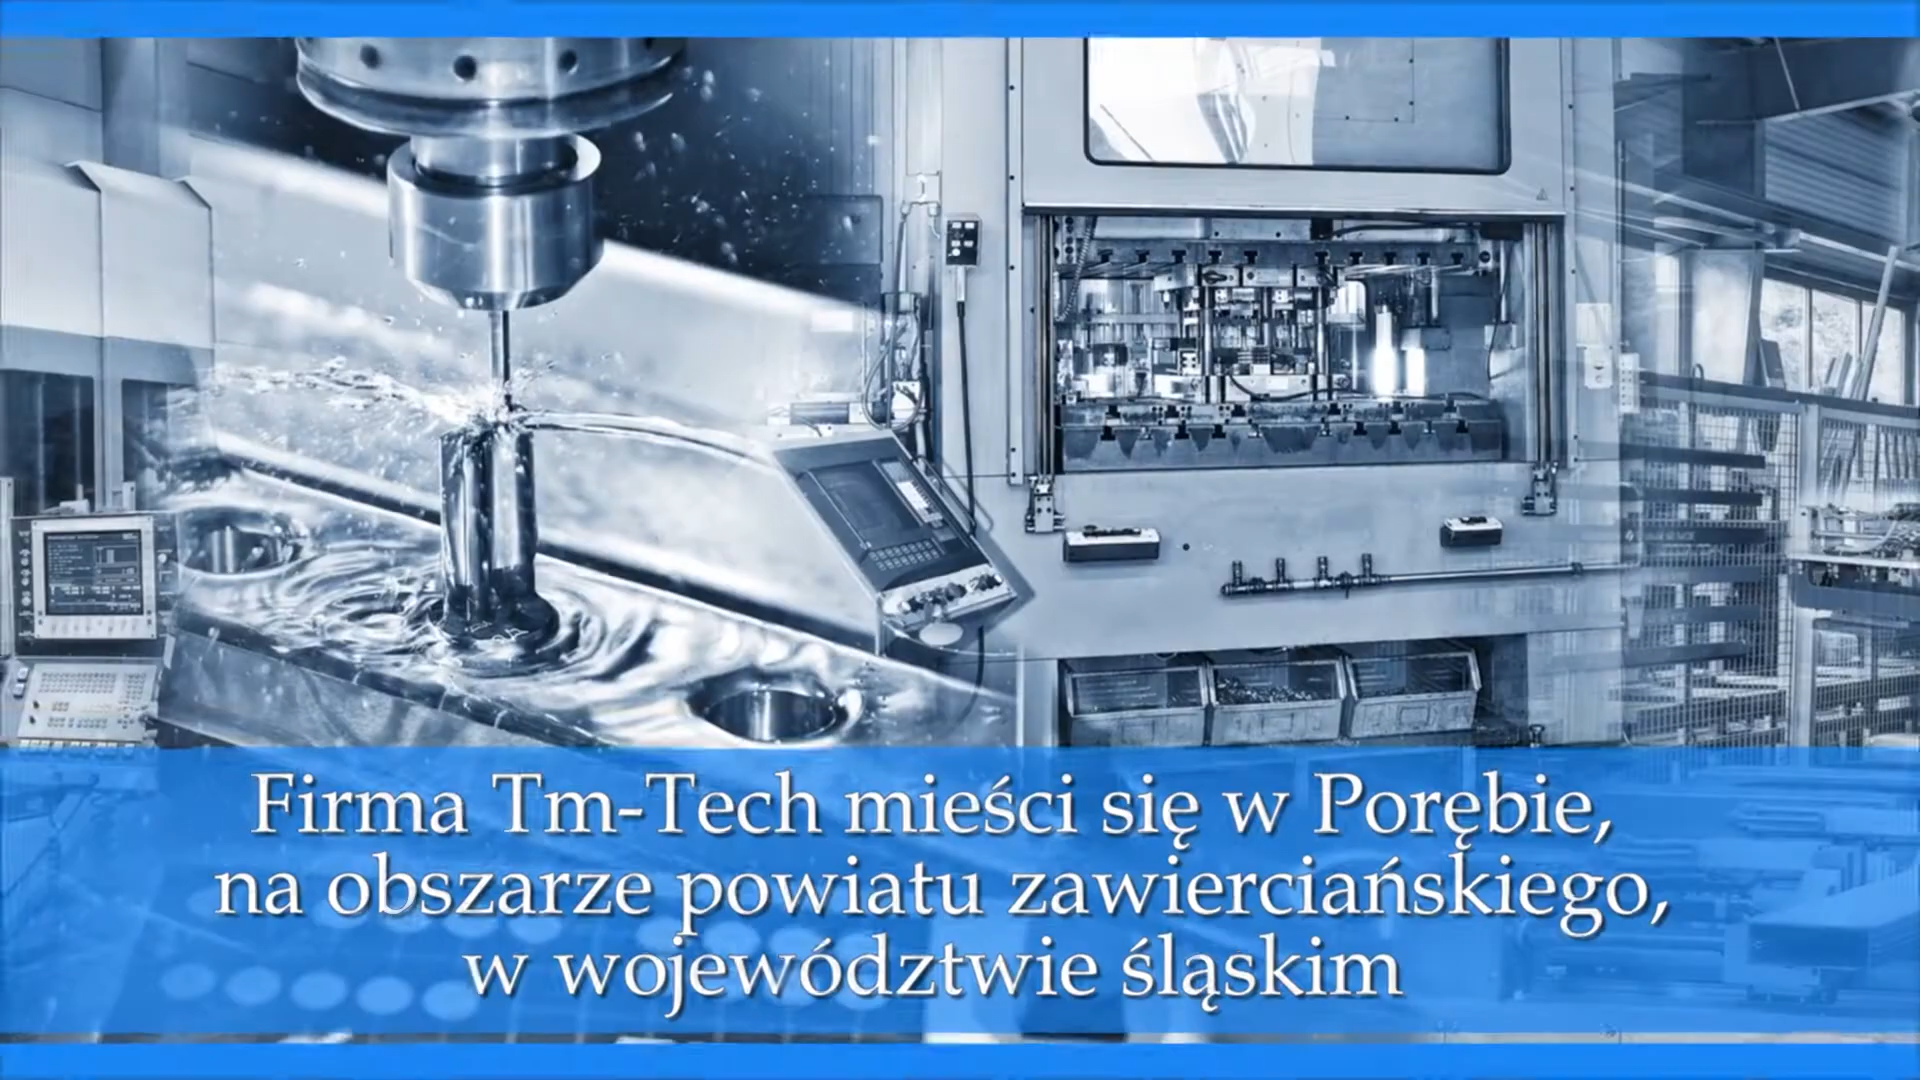 Firma Tm-Tech mieści się w Porębie,
na obszarze powiatu zawierciańskiego,
w województwie śląskim